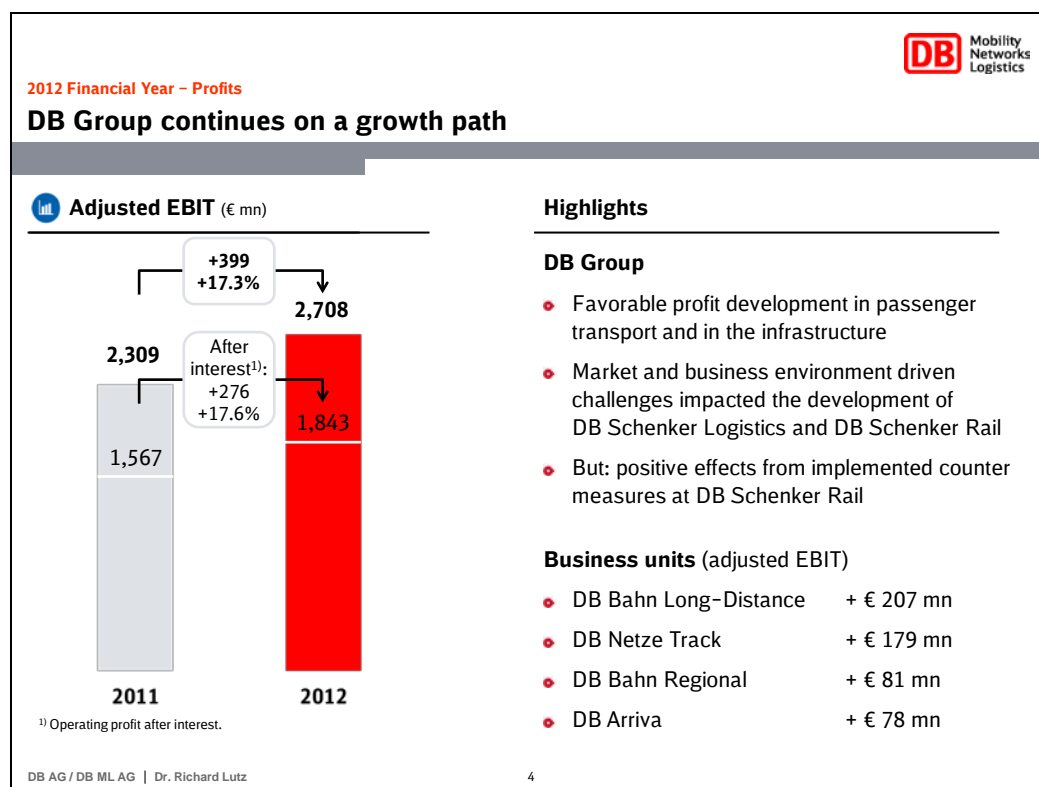 DB
Mobility
Networks
Logistics
2012 Financial Year – Profits
DB Group continues on a growth path
Adjusted EBIT (€ mn)
+399
+17.3%
2,708
2,309
After
interest1):
+276
+17.6%
1,843
1,567
2011
2012
1) Operating profit after interest.
Highlights
DB Group
Favorable profit development in passenger
transport and in the infrastructure
Market and business environment driven
challenges impacted the development of
DB Schenker Logistics and DB Schenker Rail
But: positive effects from implemented counter
measures at DB Schenker Rail
Business units (adjusted EBIT)
DB Bahn Long-Distance + € 207 mn
DB Netze Track + € 179 mn
DB Bahn Regional + € 81 mn
DB Arriva + € 78 mn
DB AG / DB ML AG | Dr. Richard Lutz
4